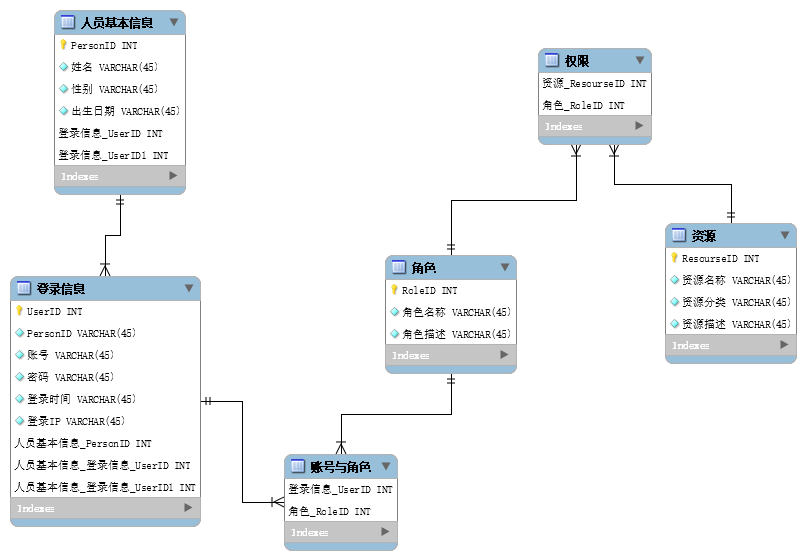 人员基本信息
PersonID INT
姓名 VARCHAR(45)
性别 VARCHAR(45)
出生日期 VARCHAR(45)
登录信息_UserID INT
登录信息_UserID1 INT
Indexes
权限
资源_ResourseID INT
角色_RoleID INT
Indexes
资源
ResourseID INT
资源名称 VARCHAR(45)
资源分类 VARCHAR(45)
资源描述 VARCHAR(45)
Indexes
角色
RoleID INT
角色名称 VARCHAR(45)
角色描述 VARCHAR(45)
Indexes
登录信息
UserID INT
PersonID VARCHAR(45)
账号 VARCHAR(45)
密码 VARCHAR(45)
登录时间 VARCHAR(45)
登录IP VARCHAR(45)
人员基本信息_PersonID INT
人员基本信息_登录信息_UserID INT
人员基本信息_登录信息_UserID1 INT
Indexes
账号与角色
登录信息_UserID INT
角色_RoleID INT
Indexes